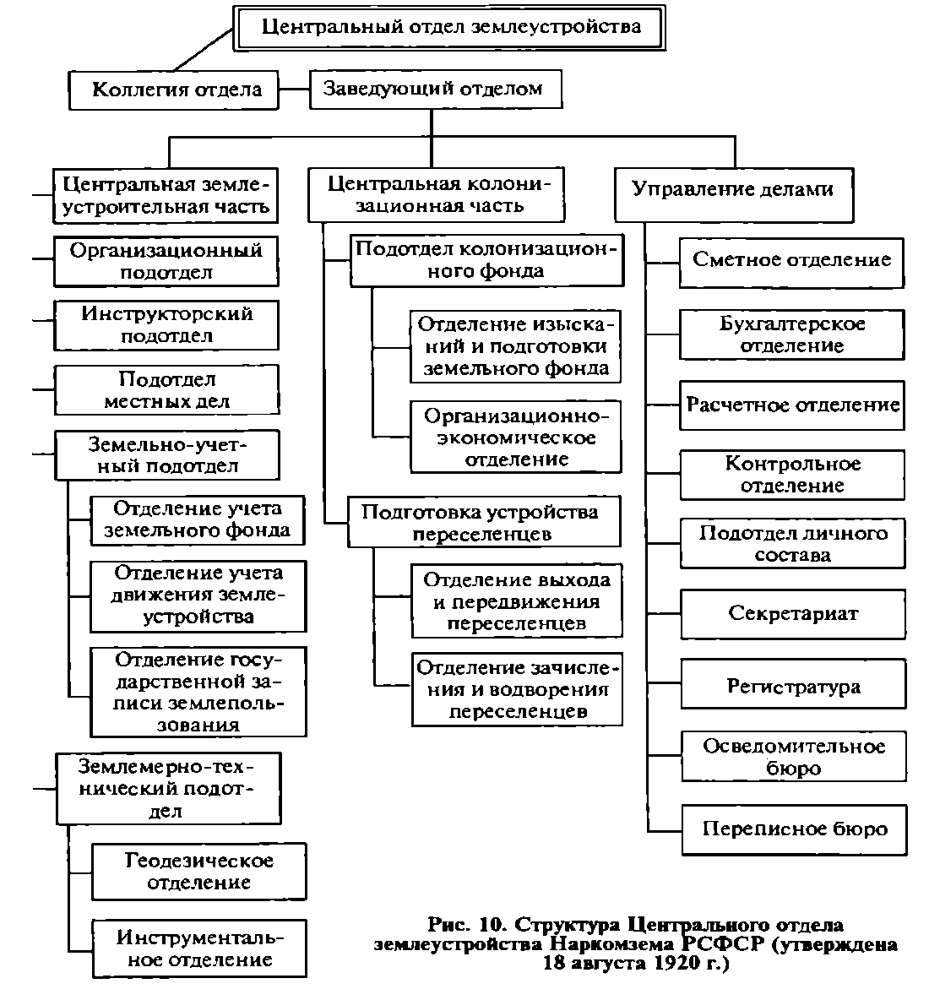 Центральный отдел землеустройства
Коллегия отдела
Заведующий отделом
Центральная земле-
устроительная часть
Организационный
подотдел
Инструкторский
подотдел
Подотдел
местных дел
Земельно-учет-
ный подотдел
Отделение учета
земельного фонда
Отделение учета
движения земле-
устройства
Отделение госу-
дарственной за-
писи землеполь-
зования
Землемерно-тех-
нический подот-
дел
Геодезическое
отделение
Инструменталь-
ное отделение
Центральная колони-
зационная часть
Подотдел колонизацион-
ного фонда
Отделение изыска-
ний и подготовки
земельного фонда
Организационно-
экономическое
отделение
Подготовка устройства
переселенцев
Отделение выхода
и передвижения
переселенцев
Отделение зачисле-
ния и водворения
переселенцев
Управление делами
Сметное отделение
Бухгалтерское
отделение
Расчетное отделение
Контрольное
отделение
Подотдел личного
состава
Секретариат
Регистратура
Осведомительное
бюро
Переписное бюро
Рис. 10. Структура Центрального отдела
землеустройства Наркомзема РСФСР (утверждена
18 августа 1920 г.)